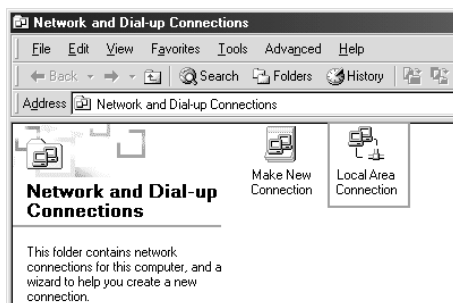 Network and Dial-up Connections
File Edit View Favorites Tools Advanced Help
Back Search Folders History
Address Network and Dial-up Connections
Make New Connection
Local Area Connection
Network and Dial-up
Connections
This folder contains network
connections for this computer, and a
wizard to help you create a new
connection.